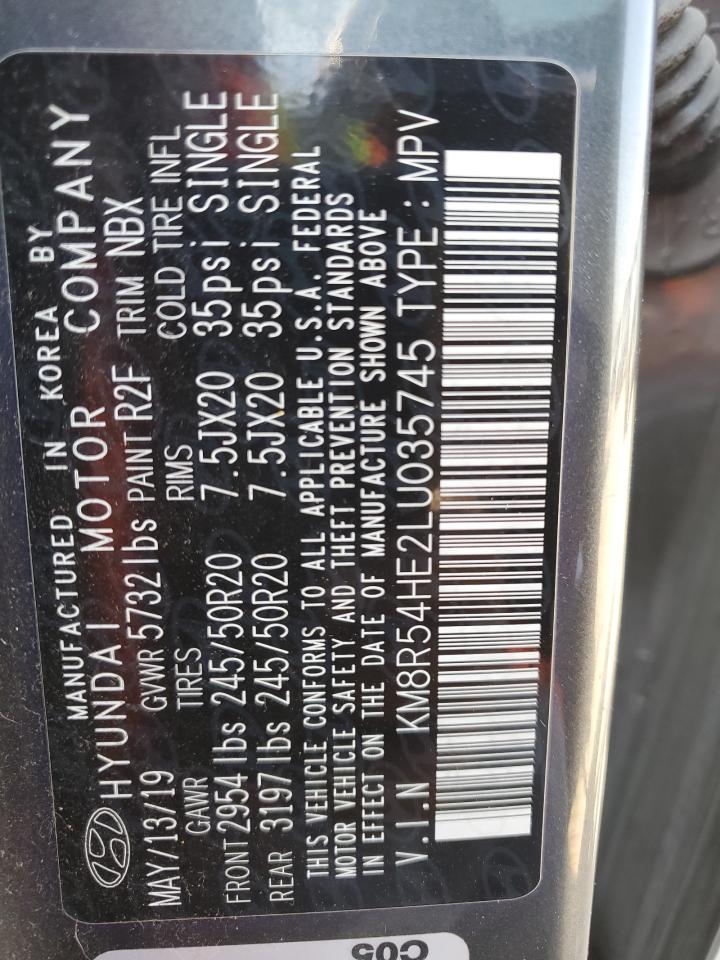 MANUFACTURED IN KOREA BY
HYUNDAI MOTOR COMPANY
MAY/13/19 GVWR 5732 lbs PAINT R2F TRIM NBX
GAWR TIRES RIMS COLD TIRE INFL
FRONT 2954 lbs 245/50R20 7.5JX20 35psi SINGLE
REAR 3197 lbs 245/50R20 7.5JX20 35psi SINGLE
THIS VEHICLE CONFORMS TO ALL APPLICABLE U.S.A. FEDERAL
MOTOR VEHICLE SAFETY AND THEFT PREVENTION STANDARDS
IN EFFECT ON THE DATE OF MANUFACTURE SHOWN ABOVE
V.I.N KM8R54HE2LU035745 TYPE : MPV
C05